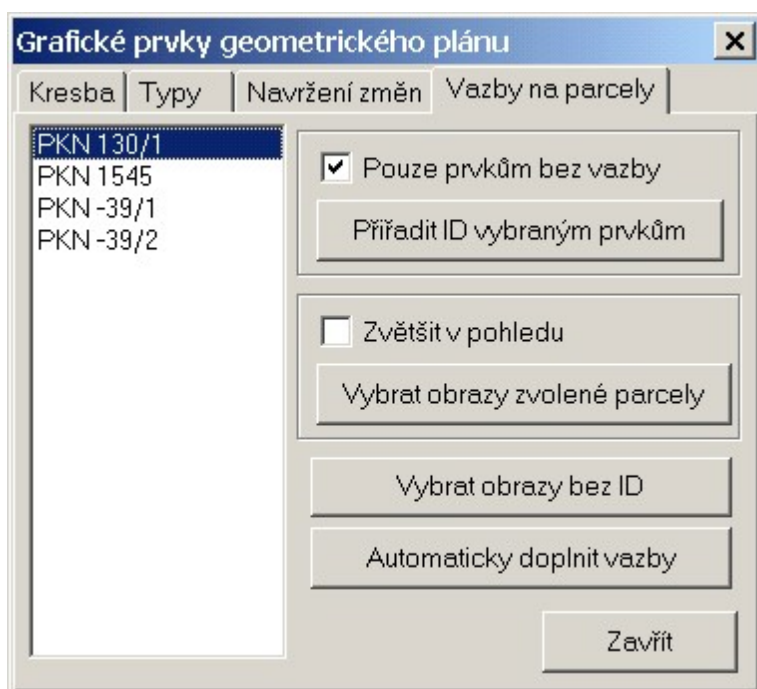 Grafické prvky geometrického plánu
Kresba Typy Navržení změn Vazby na parcely
PKN 130/1
PKN 1545
PKN -39/1
PKN -39/2
Pouze prvkům bez vazby
Přiřadit ID vybraným prvkům
Zvětšit v pohledu
Vybrat obrazy zvolené parcely
Vybrat obrazy bez ID
Automaticky doplnit vazby
Zavřít